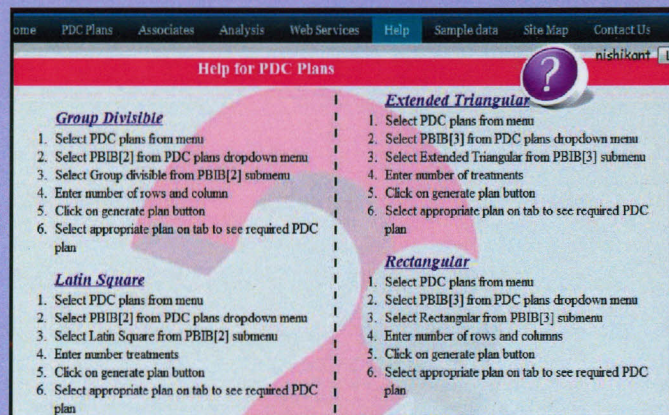 ome PDC Plans Associates Analysis Web Services Help Sample data Site Map Contact Us
nishikant
Help for PDC Plans
?
Group Divisible
1. Select PDC plans from menu
2. Select PBIB[2] from PDC plans dropdown menu
3. Select Group divisible from PBIB[2] submenu
4. Enter number of rows and column
5. Click on generate plan button
6. Select appropriate plan on tab to see required PDC
plan
Latin Square
1. Select PDC plans from menu
2. Select PBIB[2] from PDC plans dropdown menu
3. Select Latin Square from PBIB[2] submenu
4. Enter number treatments
5. Click on generate plan button
6. Select appropriate plan on tab to see required PDC
plan
Extended Triangular
1. Select PDC plans from menu
2. Select PBIB[3] from PDC plans dropdown menu
3. Select Extended Triangular from PBIB[3] submenu
4. Enter number of treatments
5. Click on generate plan button
6. Select appropriate plan on tab to see required PDC
plan
Rectangular
1. Select PDC plans from menu
2. Select PBIB[3] from PDC plans dropdown menu
3. Select Rectangular from PBIB[3] submenu
4. Enter number of rows and columns
5. Click on generate plan button
6. Select appropriate plan on tab to see required PDC
plan